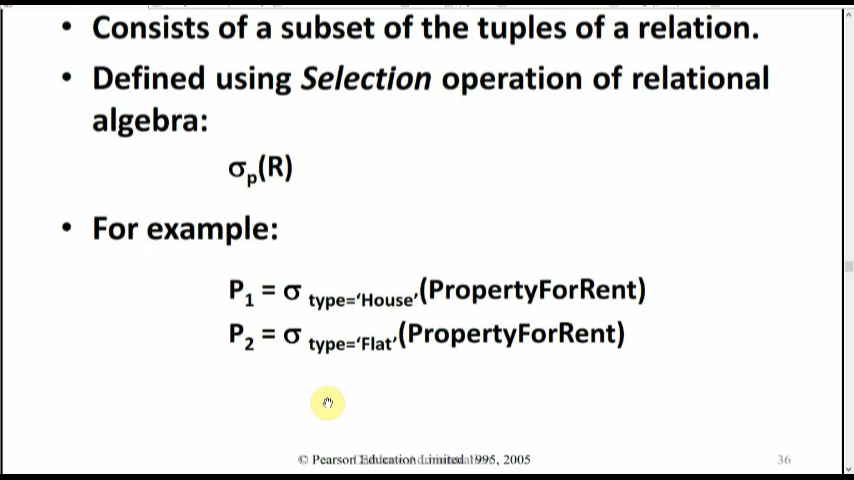 • Consists of a subset of the tuples of a relation.
• Defined using Selection operation of relational
algebra:
σp(R)
• For example:
P1 = σ type='House'(PropertyForRent)
P2 = σ type='Flat'(PropertyForRent)
© Pearson Education Limited 1995, 2005
36